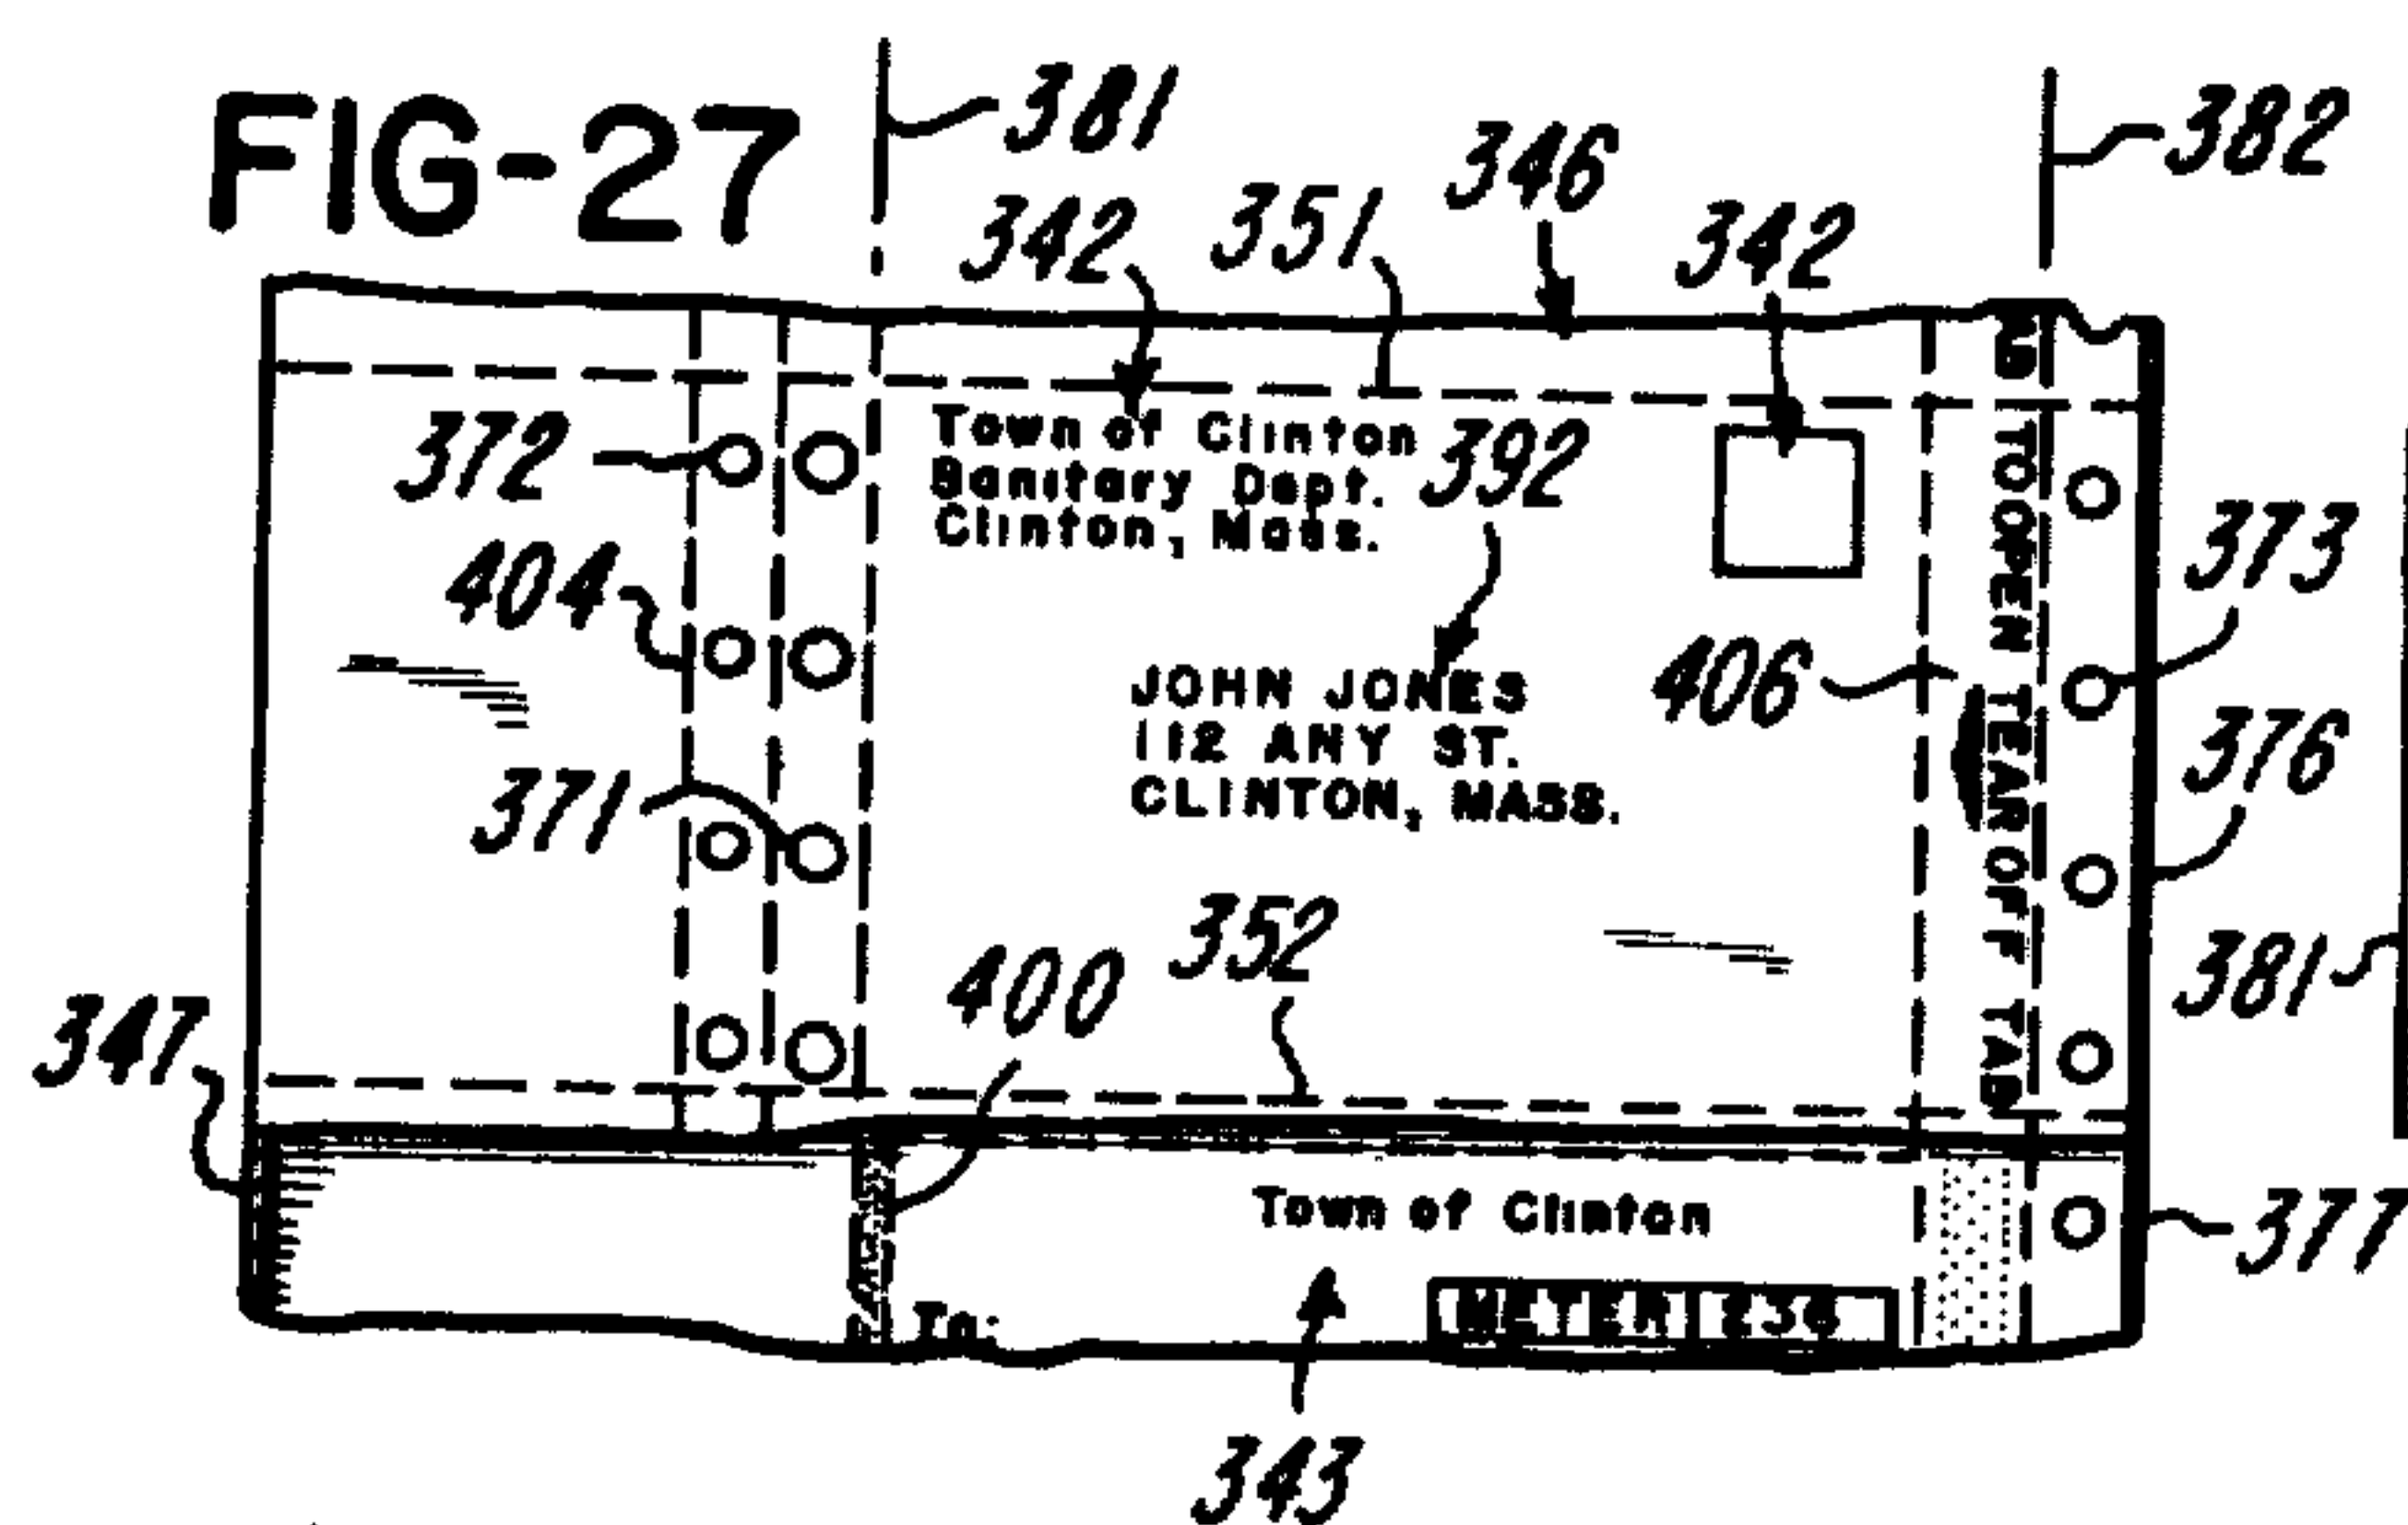 FIG-27
381
382
342
351
346
342
372
Town of Clinton
Sanitary Dept.
Clinton, Mass.
392
373
404
JOHN JONES
112 ANY ST.
CLINTON, MASS.
406
376
371
TO OPEN TEAR OFF TAB
352
400
381
347
Town of Clinton
377
To:
METER 236
343